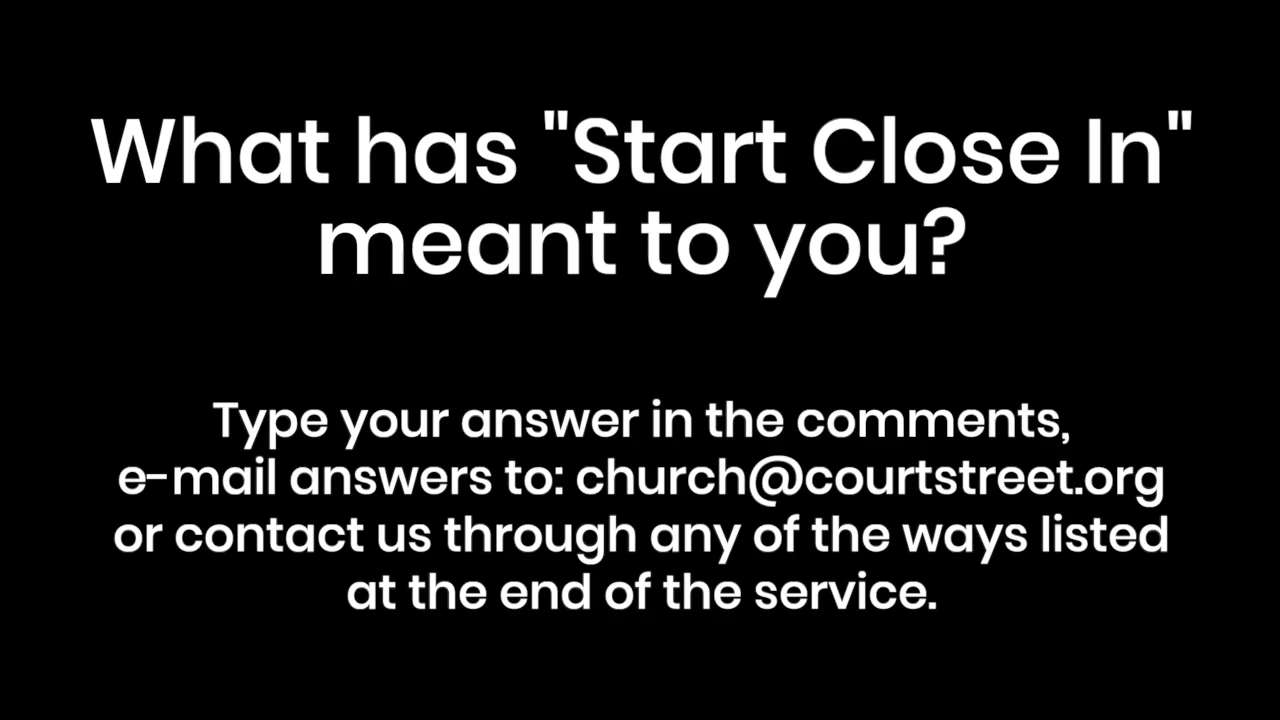 What has "Start Close In"
meant to you?
Type your answer in the comments,
e-mail answers to: church@courtstreet.org
or contact us through any of the ways listed
at the end of the service.